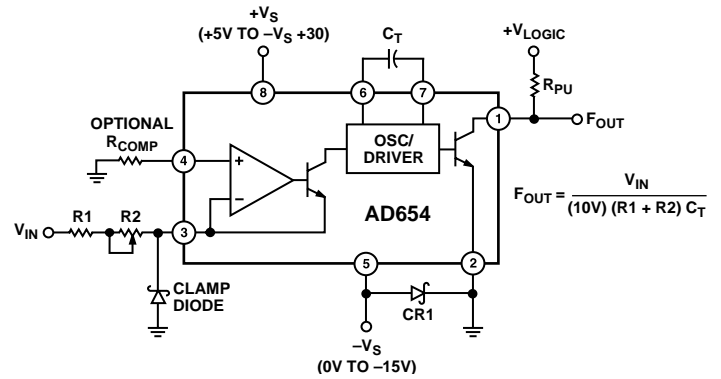 +VS
(+5V TO –VS +30)
CT
+VLOGIC
RPU
8
6
7
1
FOUT
OPTIONAL
RCOMP
4
+
OSC/
DRIVER
–
AD654
FOUT = VIN
(10V) (R1 + R2) CT
VIN
R1
R2
3
5
2
CLAMP
DIODE
CR1
–VS
(0V TO –15V)